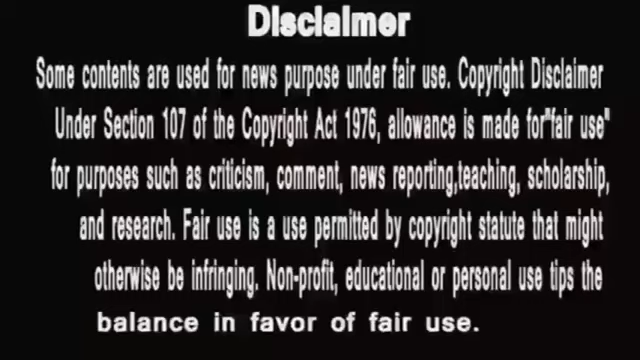 Disclaimer
Some contents are used for news purpose under fair use. Copyright Disclaimer
Under Section 107 of the Copyright Act 1976, allowance is made for"fair use"
for purposes such as criticism, comment, news reporting,teaching, scholarship,
and research. Fair use is a use permitted by copyright statute that might
otherwise be infringing. Non-profit, educational or personal use tips the
balance in favor of fair use.